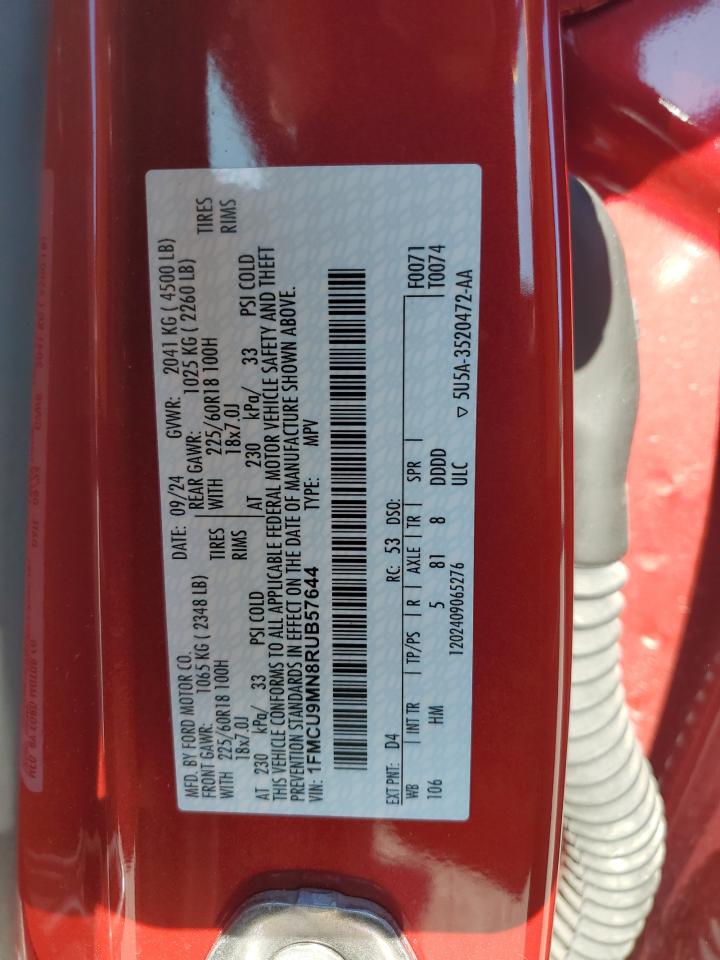 MFD. BY FORD MOTOR CO. DATE: 09/24 GVWR: 2041 KG ( 4500 LB)
FRONT GAWR: 1065 KG ( 2348 LB) REAR GAWR: 1025 KG ( 2260 LB)
WITH 225/60R18 100H TIRES WITH 225/60R18 100H TIRES
18x7.0J RIMS 18x7.0J RIMS
AT 230 kPa/ 33 PSI COLD AT 230 kPa/ 33 PSI COLD
THIS VEHICLE CONFORMS TO ALL APPLICABLE FEDERAL MOTOR VEHICLE SAFETY AND THEFT
PREVENTION STANDARDS IN EFFECT ON THE DATE OF MANUFACTURE SHOWN ABOVE.
VIN: 1FMCU9MN8RUB57644 TYPE: MPV
EXT PNT: D4 RC: 53 DSO: F0071
WB INT TR TP/PS R AXLE TR SPR T0074
106 HM 5 81 8 DDDD
1202409065276 ULC ▽ 5U5A-3520472-AA